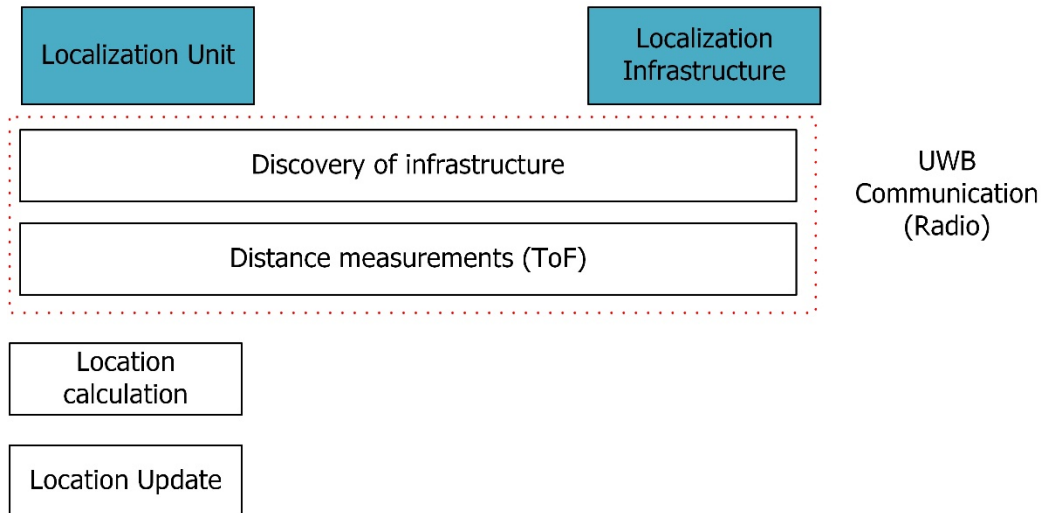 Localization Unit
Localization
Infrastructure
Discovery of infrastructure
UWB
Communication
(Radio)
Distance measurements (ToF)
Location
calculation
Location Update